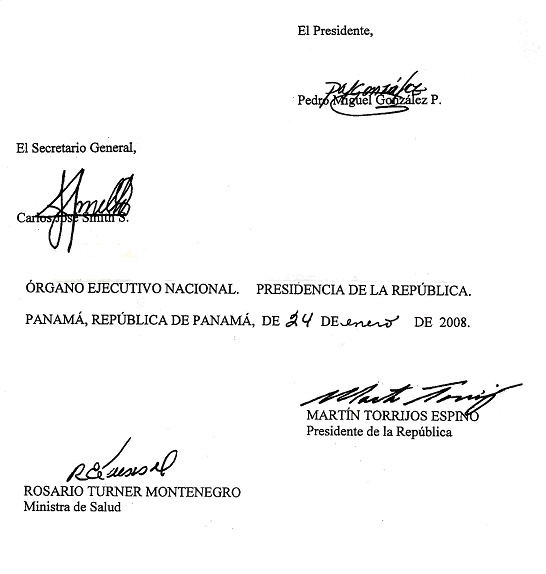 El Presidente,
Pedro Miguel González P.
El Secretario General,
Carlos José Smith S.
ÓRGANO EJECUTIVO NACIONAL. PRESIDENCIA DE LA REPÚBLICA.
PANAMÁ, REPÚBLICA DE PANAMÁ, DE 24 DE enero DE 2008.
MARTÍN TORRIJOS ESPINO
Presidente de la República
ROSARIO TURNER MONTENEGRO
Ministra de Salud